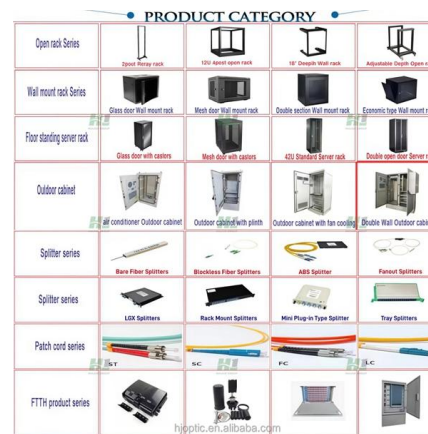 PRODUCT CATEGORY
Open rack Series
2pout Reray rack
12U 4post open rack
18" Deepth Wall rack
Adjustable Depth Open r
Wall mount rack Series
Glass door Wall mount rack
Mesh door Wall mount rack
Double section Wall mount rack
Economic type Wall mount r
Floor standing server rack
Glass door with castors
Mesh door with castors
42U Standard Server rack
Double open door Server r
Outdoor cabinet
air conditioner Outdoor cabinet
Outdoor cabinet with plinth
Outdoor cabinet with fan cooling
Double Wall Outdoor cabi
Splitter series
Bare Fiber Splitters
Blockless Fiber Splitters
ABS Splitter
Fanout Splitters
Splitter series
LGX Splitters
Rack Mount Splitters
Mini Plug-in Type Splitter
Tray Splitters
Patch cord series
ST
SC
FC
LC
FTTH product series
hjoptic.en.alibaba.com